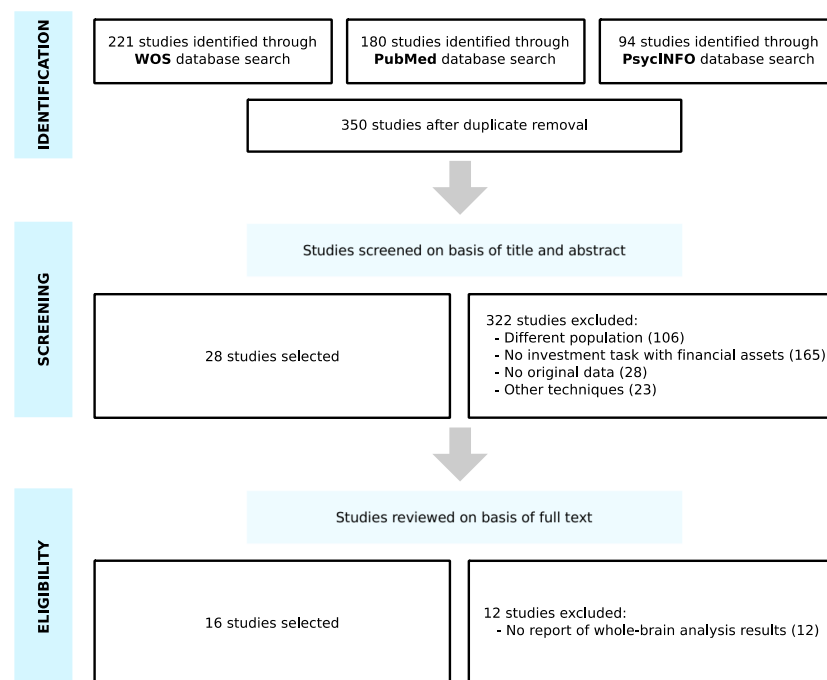 IDENTIFICATION
221 studies identified through
WOS database search
180 studies identified through
PubMed database search
94 studies identified through
PsycINFO database search
350 studies after duplicate removal
SCREENING
Studies screened on basis of title and abstract
28 studies selected
322 studies excluded:
- Different population (106)
- No investment task with financial assets (165)
- No original data (28)
- Other techniques (23)
ELIGIBILITY
Studies reviewed on basis of full text
16 studies selected
12 studies excluded:
- No report of whole-brain analysis results (12)